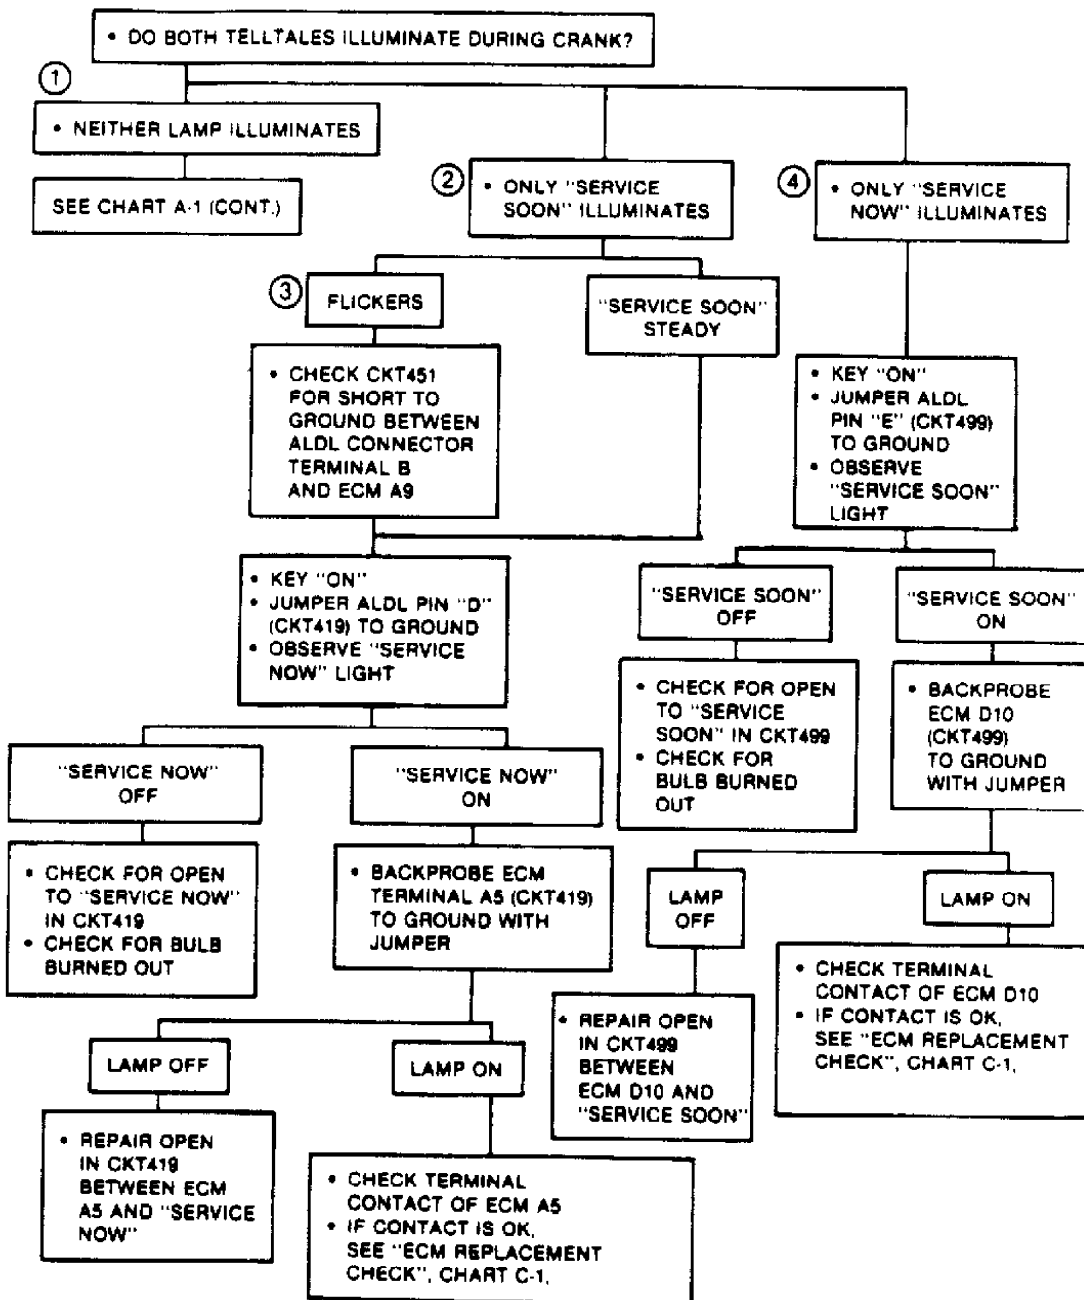 • DO BOTH TELLTALES ILLUMINATE DURING CRANK?
1
• NEITHER LAMP ILLUMINATES
SEE CHART A-1 (CONT.)
2
• ONLY "SERVICE
SOON" ILLUMINATES
4
• ONLY "SERVICE
NOW" ILLUMINATES
3
FLICKERS
"SERVICE SOON"
STEADY
• CHECK CKT451
FOR SHORT TO
GROUND BETWEEN
ALDL CONNECTOR
TERMINAL B
AND ECM A9
• KEY "ON"
• JUMPER ALDL
PIN "E" (CKT499)
TO GROUND
• OBSERVE
"SERVICE SOON"
LIGHT
• KEY "ON"
• JUMPER ALDL PIN "D"
(CKT419) TO GROUND
• OBSERVE "SERVICE
NOW" LIGHT
"SERVICE SOON"
OFF
"SERVICE SOON"
ON
• CHECK FOR OPEN
TO "SERVICE
SOON" IN CKT499
• CHECK FOR
BULB BURNED
OUT
• BACKPROBE
ECM D10
(CKT499)
TO GROUND
WITH JUMPER
"SERVICE NOW"
OFF
"SERVICE NOW"
ON
• CHECK FOR OPEN
TO "SERVICE NOW"
IN CKT419
• CHECK FOR BULB
BURNED OUT
• BACKPROBE ECM
TERMINAL A5 (CKT419)
TO GROUND WITH
JUMPER
LAMP
OFF
LAMP ON
• REPAIR OPEN
IN CKT499
BETWEEN
ECM D10 AND
"SERVICE SOON"
• CHECK TERMINAL
CONTACT OF ECM D10
• IF CONTACT IS OK,
SEE "ECM REPLACEMENT
CHECK", CHART C-1,
LAMP OFF
LAMP ON
• REPAIR OPEN
IN CKT419
BETWEEN ECM
A5 AND "SERVICE
NOW"
• CHECK TERMINAL
CONTACT OF ECM A5
• IF CONTACT IS OK,
SEE "ECM REPLACEMENT
CHECK", CHART C-1,